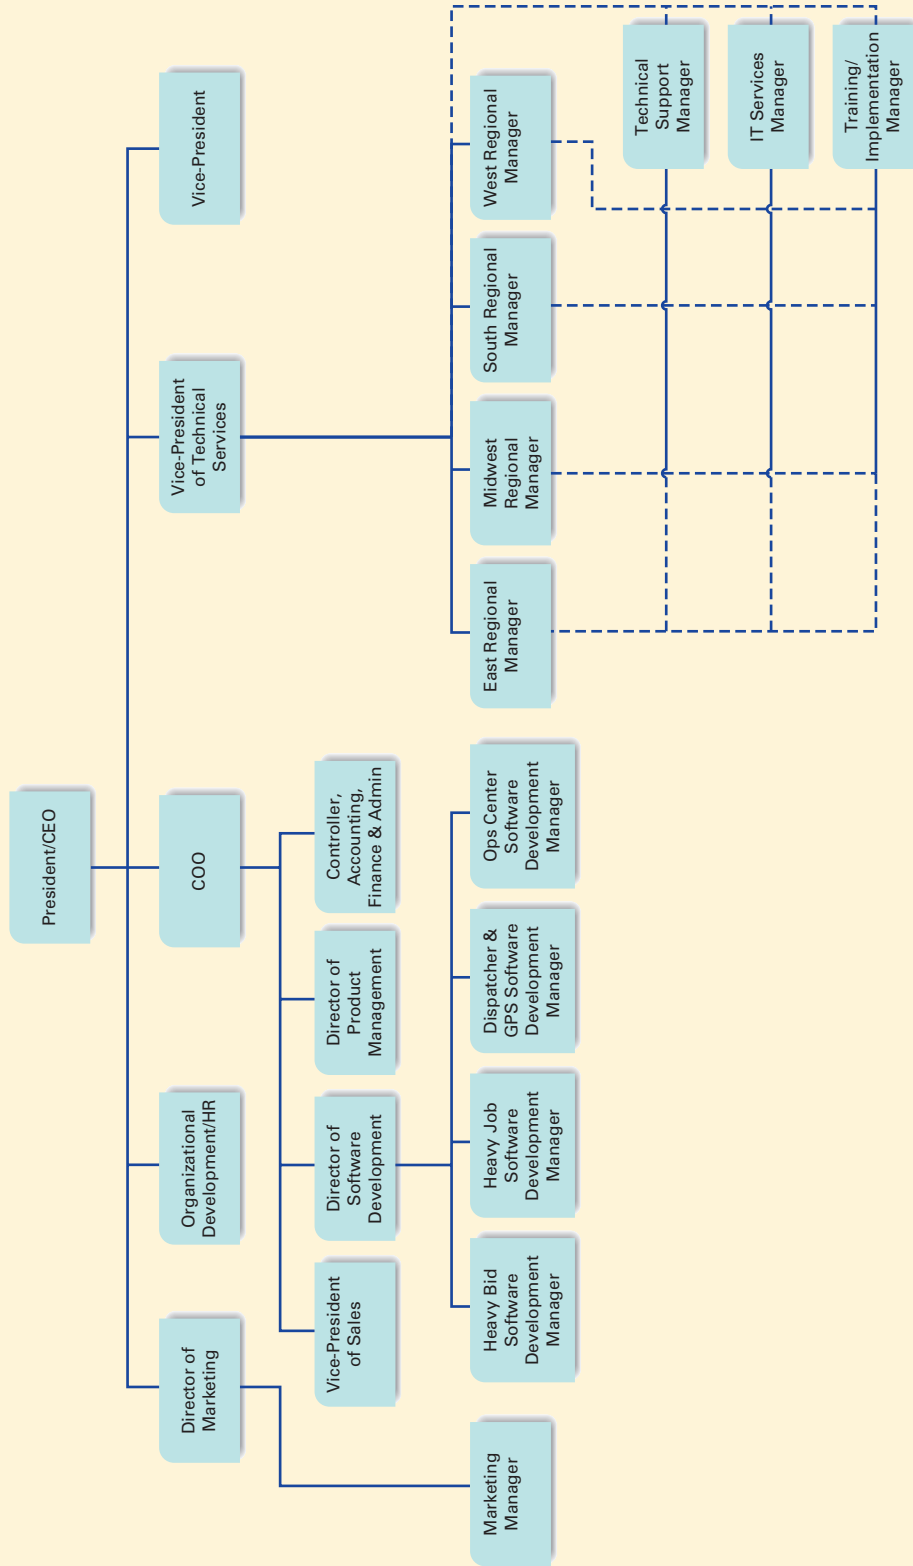 President/CEO
Director of
Marketing
Organizational
Development/HR
COO
Vice-President
of Technical
Services
Vice-President
Vice-President
of Sales
Director of
Software
Development
Director of
Product
Management
Controller,
Accounting,
Finance & Admin
Marketing
Manager
Heavy Bid
Software
Development
Manager
Heavy Job
Software
Development
Manager
Dispatcher &
GPS Software
Development
Manager
Ops Center
Software
Development
Manager
East Regional
Manager
Midwest
Regional
Manager
South Regional
Manager
West Regional
Manager
Technical
Support
Manager
IT Services
Manager
Training/
Implementation
Manager